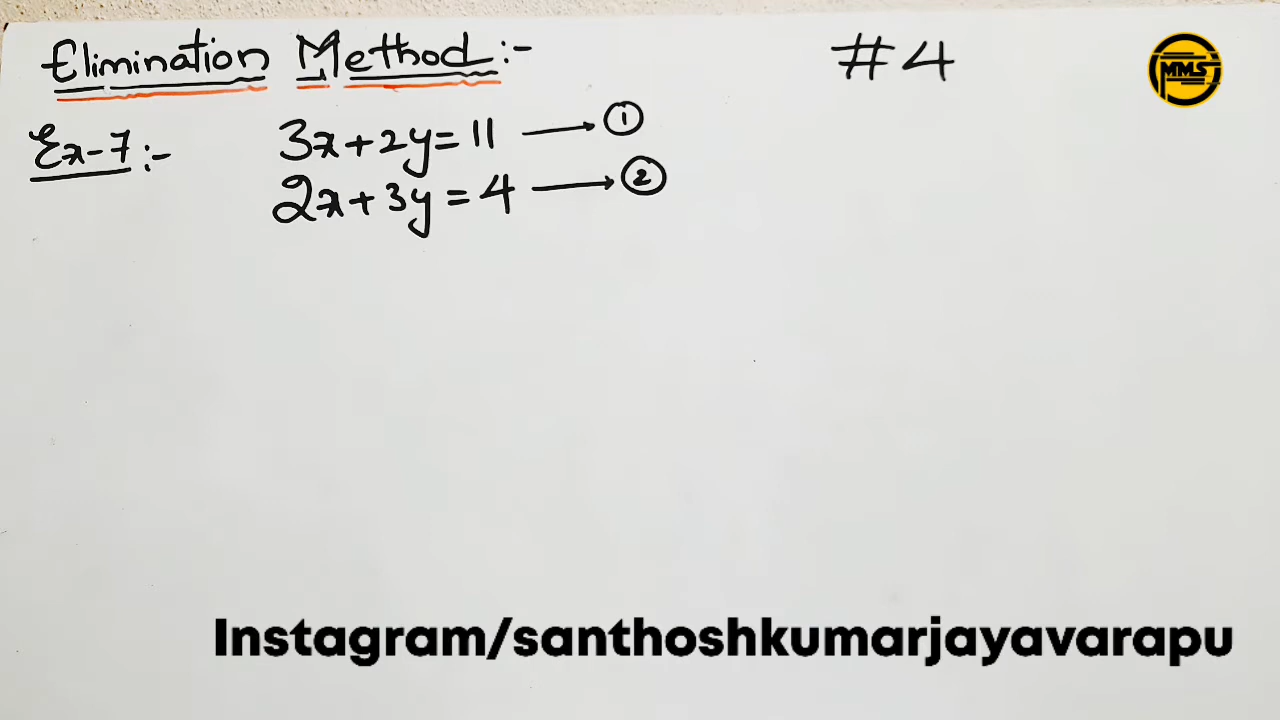 Elimination Method :-
#4
MMS
Ex-7:-
3x+2y=11 → ①
2x+3y=4 → ②
Instagram/santhoshkumarjayavarapu